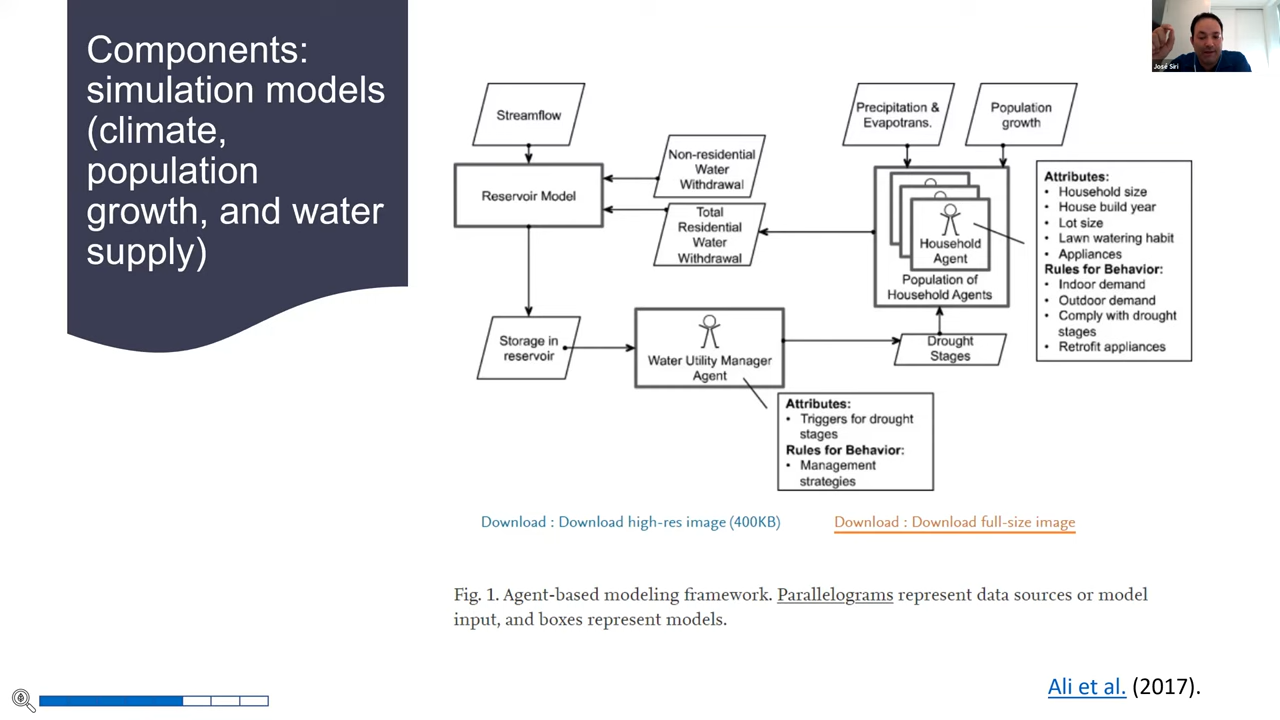 Components:
simulation models
(climate,
population
growth, and water
supply)
José Siri
Streamflow
Precipitation &
Evapotrans.
Population
growth
Non-residential
Water
Withdrawal
Reservoir Model
Total
Residential
Water
Withdrawal
Household
Agent
Population of
Household Agents
Attributes:
• Household size
• House build year
• Lot size
• Lawn watering habit
• Appliances
Rules for Behavior:
• Indoor demand
• Outdoor demand
• Comply with drought
stages
• Retrofit appliances
Storage in
reservoir
Water Utility Manager
Agent
Drought
Stages
Attributes:
• Triggers for drought
stages
Rules for Behavior:
• Management
strategies
Download : Download high-res image (400KB)
Download : Download full-size image
Fig. 1. Agent-based modeling framework. Parallelograms represent data sources or model
input, and boxes represent models.
Ali et al. (2017).